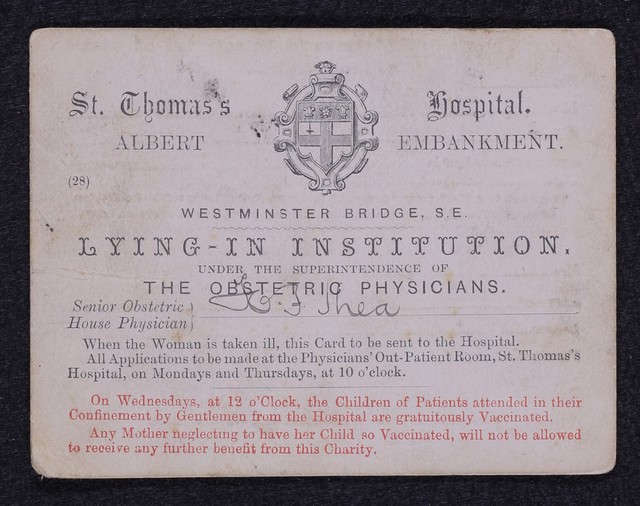 St. Thomas's Hospital.
ALBERT EMBANKMENT.
(28)
WESTMINSTER BRIDGE, S.E.
LYING-IN INSTITUTION,
UNDER THE SUPERINTENDENCE OF
THE OBSTETRIC PHYSICIANS.
Senior Obstetric
House Physician
Shea
When the Woman is taken ill, this Card to be sent to the Hospital.
All Applications to be made at the Physicians' Out-Patient Room, St. Thomas's
Hospital, on Mondays and Thursdays, at 10 o'clock.
On Wednesdays, at 12 o'Clock, the Children of Patients attended in their
Confinement by Gentlemen from the Hospital are gratuitously Vaccinated.
Any Mother neglecting to have her Child so Vaccinated, will not be allowed
to receive any further benefit from this Charity.